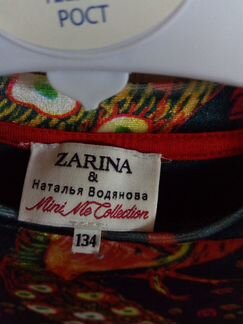 РОСТ
ZARINA
&
Наталья Водянова
Mini Me Collection
134